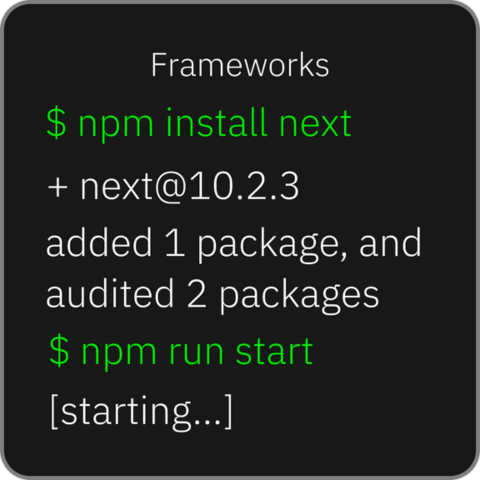 Frameworks
$ npm install next
+ next@10.2.3
added 1 package, and
audited 2 packages
$ npm run start
[starting...]